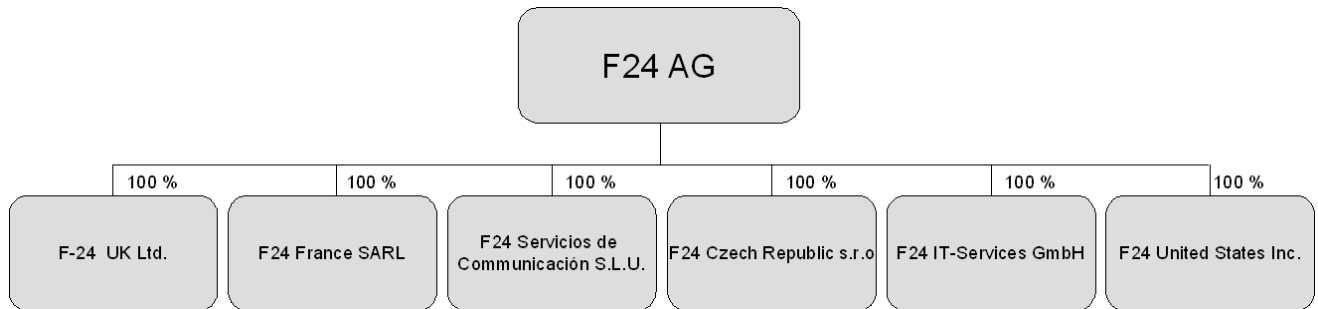 F24 AG
100 %
100 %
100 %
100 %
100 %
100 %
F-24 UK Ltd.
F24 France SARL
F24 Servicios de
Communicación S.L.U.
F24 Czech Republic s.r.o
F24 IT-Services GmbH
F24 United States Inc.